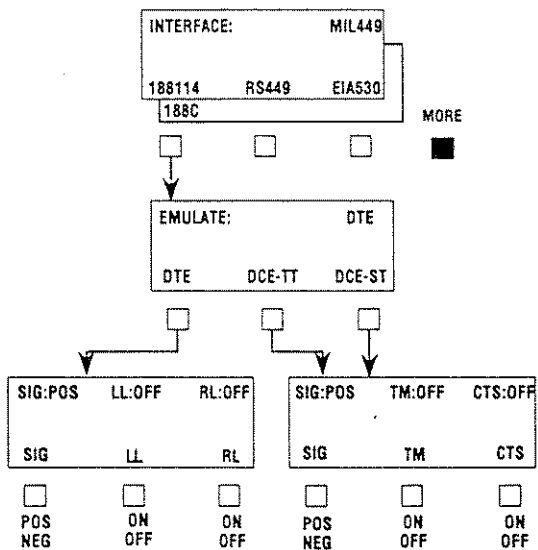 INTERFACE: MIL449
188114 RS449 EIA530
188C
MORE
EMULATE: DTE
DTE DCE-TT DCE-ST
SIG:POS LL:OFF RL:OFF
SIG LL RL
POS ON ON
NEG OFF OFF
SIG:POS TM:OFF CTS:OFF
SIG TM CTS
POS ON ON
NEG OFF OFF